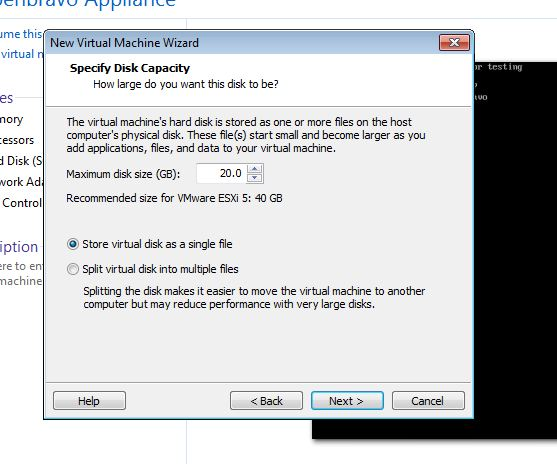 Appliance
New Virtual Machine Wizard
Specify Disk Capacity
How large do you want this disk to be?
The virtual machine's hard disk is stored as one or more files on the host
computer's physical disk. These file(s) start small and become larger as you
add applications, files, and data to your virtual machine.
Maximum disk size (GB): 20.0
Recommended size for VMware ESXi 5: 40 GB
Store virtual disk as a single file
Split virtual disk into multiple files
Splitting the disk makes it easier to move the virtual machine to another
computer but may reduce performance with very large disks.
Help < Back Next > Cancel
ume this
virtual m
es
mory
cessors
d Disk (S
work Ada
Control
ription
ere to en
machine
or testing
avo